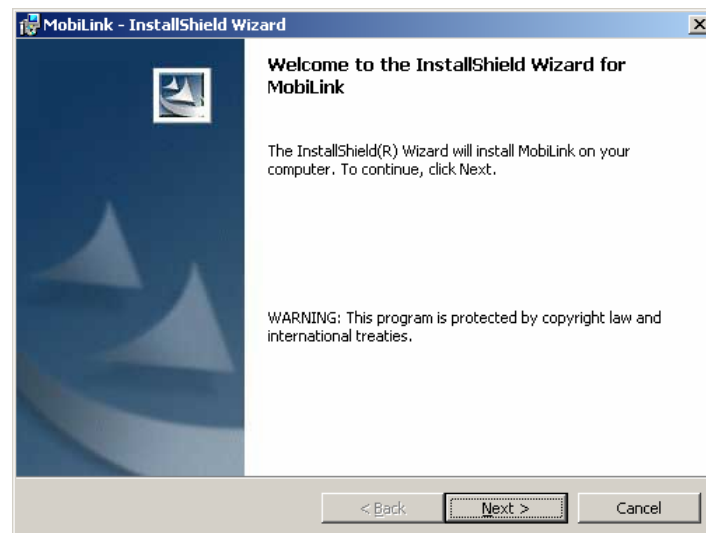 MobiLink - InstallShield Wizard
Welcome to the InstallShield Wizard for
MobiLink
The InstallShield(R) Wizard will install MobiLink on your
computer. To continue, click Next.
WARNING: This program is protected by copyright law and
international treaties.
< Back Next > Cancel